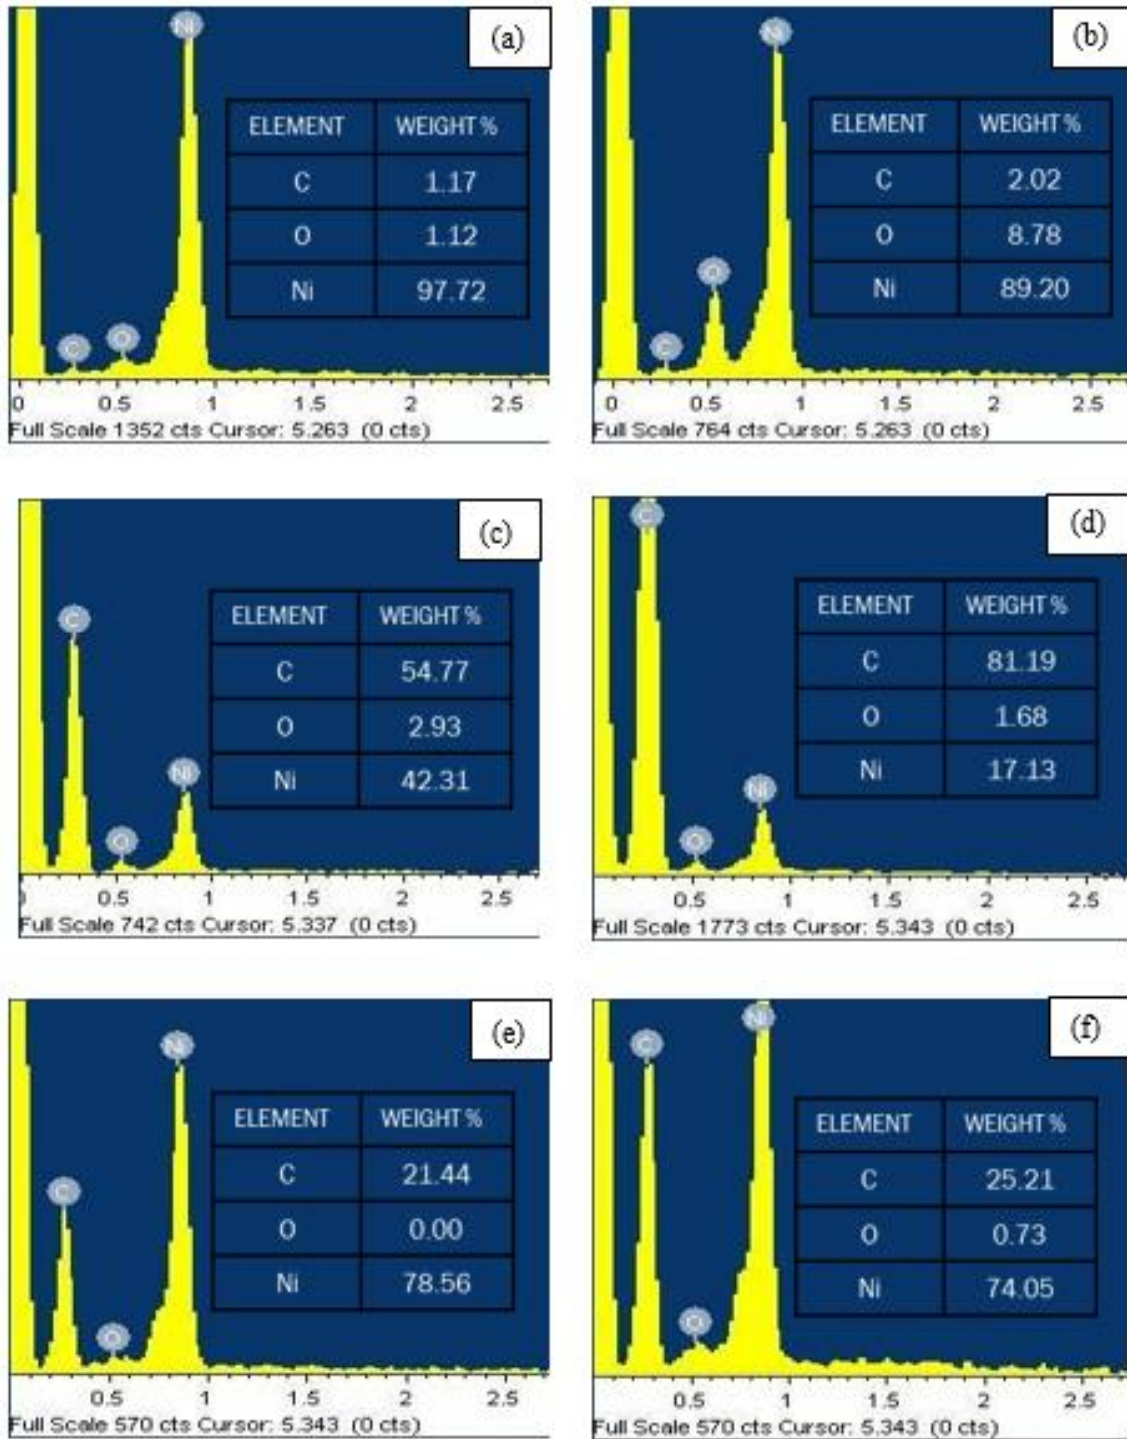 Ni
(a)
ELEMENT WEIGHT %
C 1.17
O 1.12
Ni 97.72
C
O
0 0.5 1 2 2.5
Full Scale 1352 cts Cursor: 5.263 (0 cts)
Ni
(b)
ELEMENT WEIGHT %
C 2.02
O 8.78
Ni 89.20
O
C
0 0.5 1 2 2.5
Full Scale 764 cts Cursor: 5.263 (0 cts)
(c)
ELEMENT WEIGHT %
C
C 54.77
O 2.93
Ni 42.31
Ni
O
0 0.5 1 1.5 2 2.5
Full Scale 742 cts Cursor: 5.337 (0 cts)
C
(d)
ELEMENT WEIGHT %
C 81.19
O 1.68
Ni 17.13
Ni
O
0.5 1 1.5 2 2.5
Full Scale 1773 cts Cursor: 5.343 (0 cts)
Ni
(e)
ELEMENT WEIGHT %
C 21.44
C
O 0.00
Ni 78.56
O
0.5 1 1.5 2 2.5
Full Scale 570 cts Cursor: 5.343 (0 cts)
Ni
(f)
C
ELEMENT WEIGHT %
C 25.21
O 0.73
Ni 74.05
O
0.5 1 1.5 2 2.5
Full Scale 570 cts Cursor: 5.343 (0 cts)